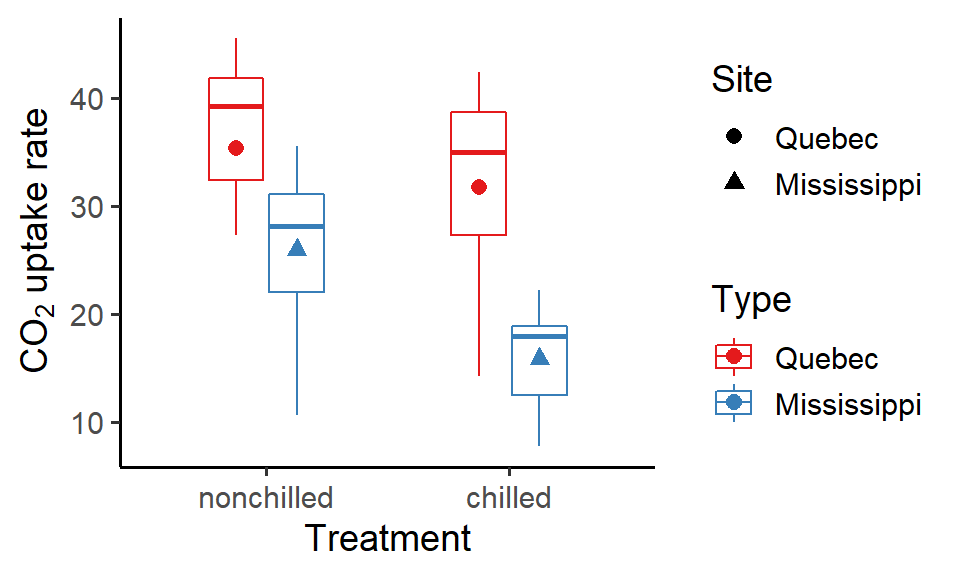 CO₂ uptake rate
40
30
20
10
nonchilled chilled
Treatment
Site
Quebec
Mississippi
Type
Quebec
Mississippi